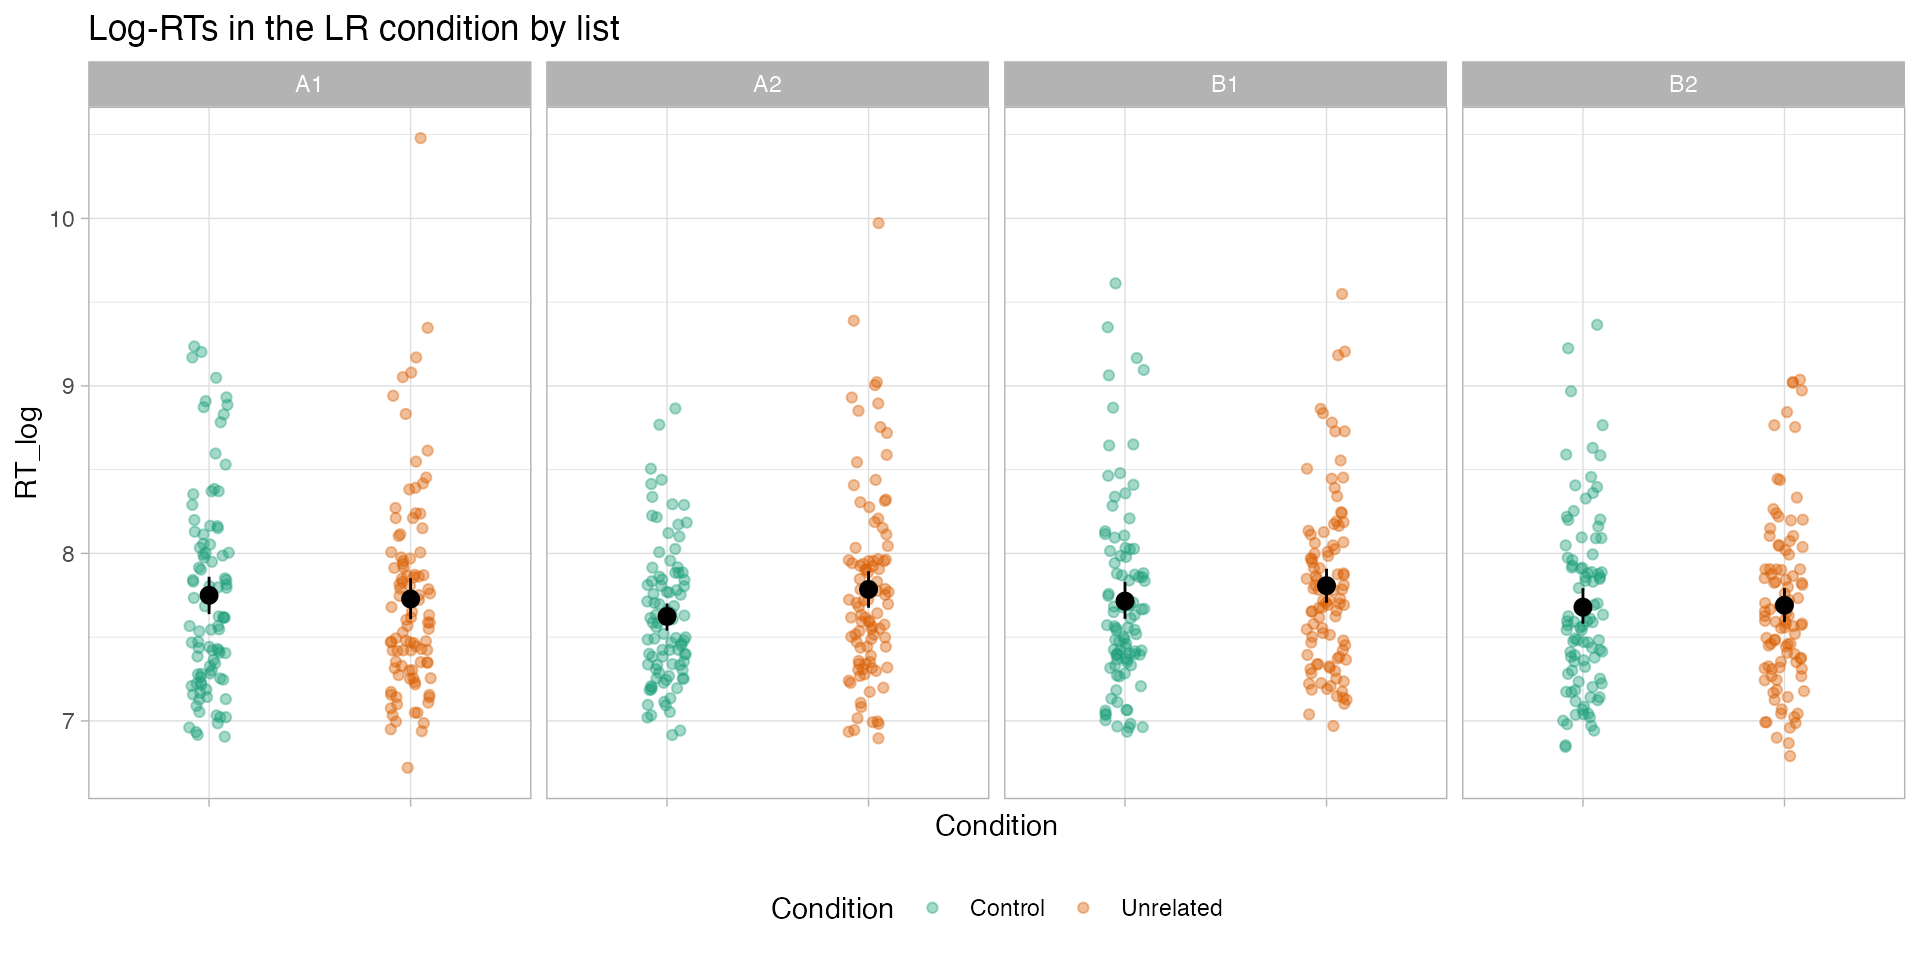 Log-RTs in the LR condition by list
A1 A2 B1 B2
10
9
8
7
RT_log
Condition
Condition Control Unrelated